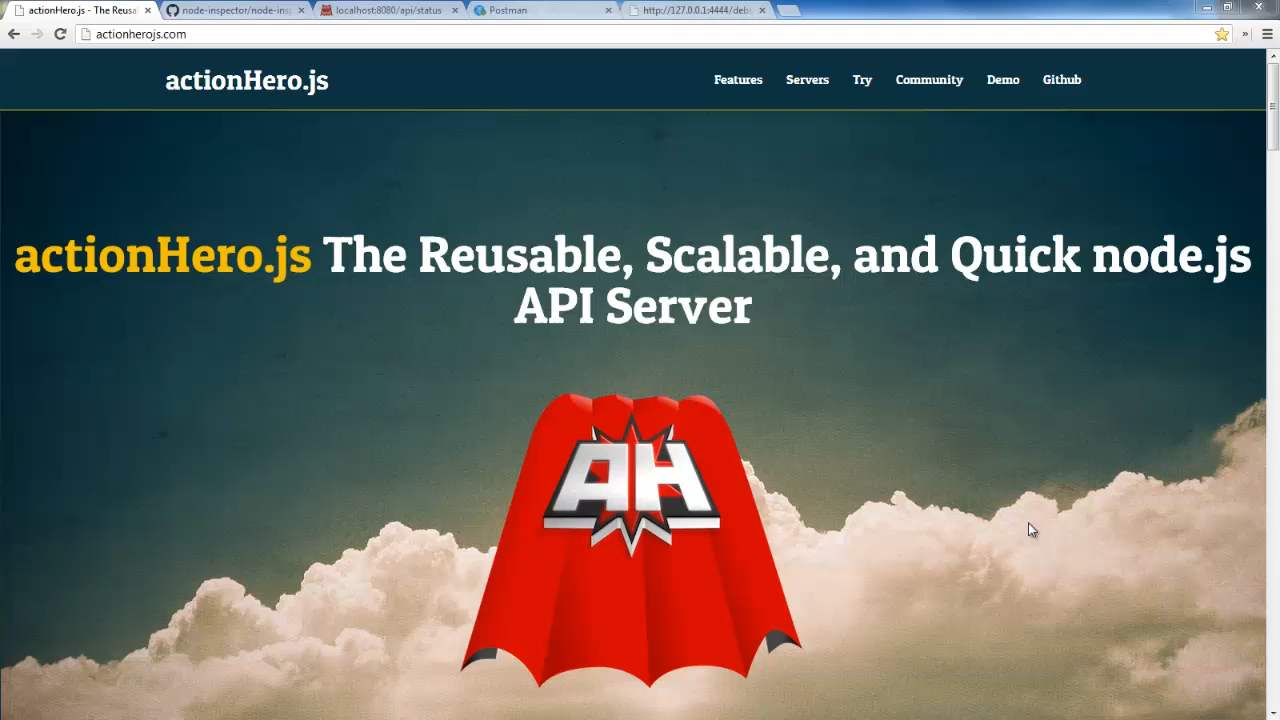 actionHero.js - The Reusa
node-inspector/node-insp
localhost:8080/api/status
Postman
http://127.0.0.1:4444/deb
actionherojs.com
actionHero.js
Features
Servers
Try
Community
Demo
Github
actionHero.js The Reusable, Scalable, and Quick node.js
API Server
AH